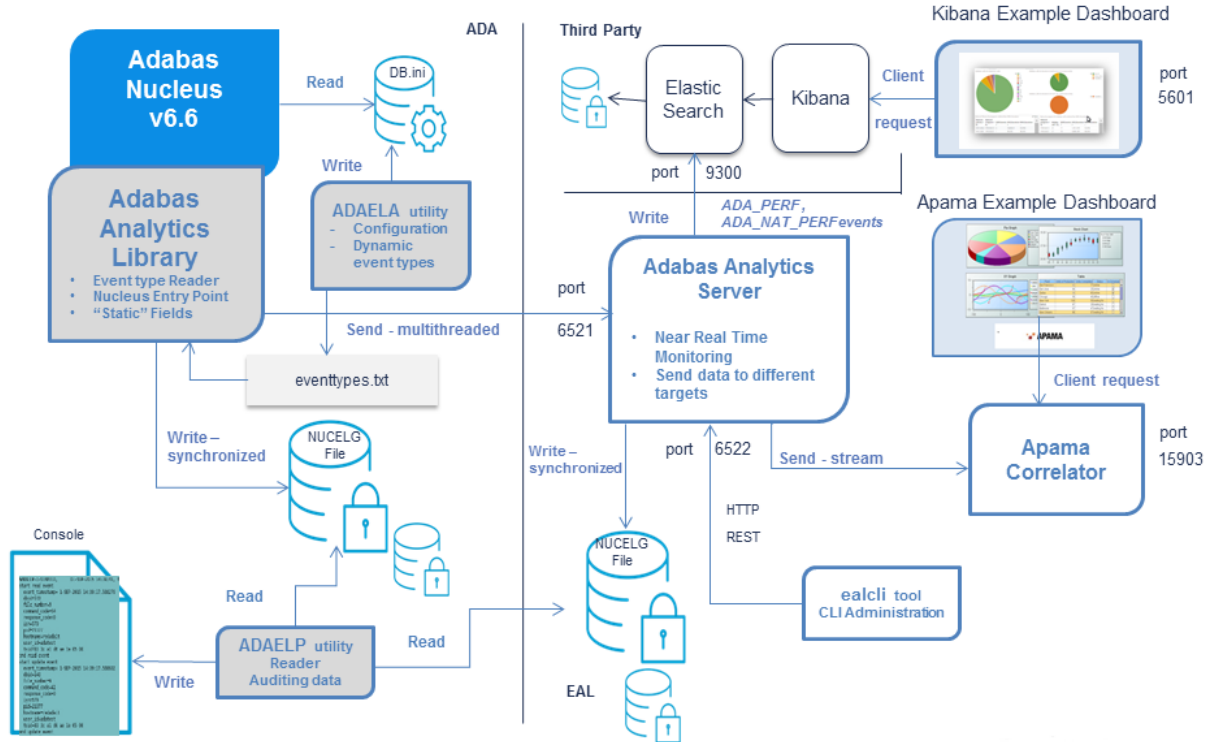 Adabas
Nucleus
v6.6
Read
DB.ini
ADA
Third Party
Elastic
Search
Kibana
Client
request
Kibana Example Dashboard
port
5601
Write
port 9300
Write
ADA_PERF,
ADA_NAT_PERFevents
Adabas
Analytics
Library
• Event type Reader
• Nucleus Entry Point
• “Static” Fields
ADAELA utility
- Configuration
- Dynamic
event types
port
6521
Send - multithreaded
eventtypes.txt
Adabas Analytics
Server
• Near Real Time
Monitoring
• Send data to different
targets
Apama Example Dashboard
APAMA
Client request
Write –
synchronized
NUCELG
File
Write –
synchronized
port 6522
Send - stream
Apama
Correlator
port
15903
HTTP
REST
Console
NUCELG
File
ealcli tool
CLI Administration
Read
ADAELP utility
Reader
Auditing data
Read
Write
EAL